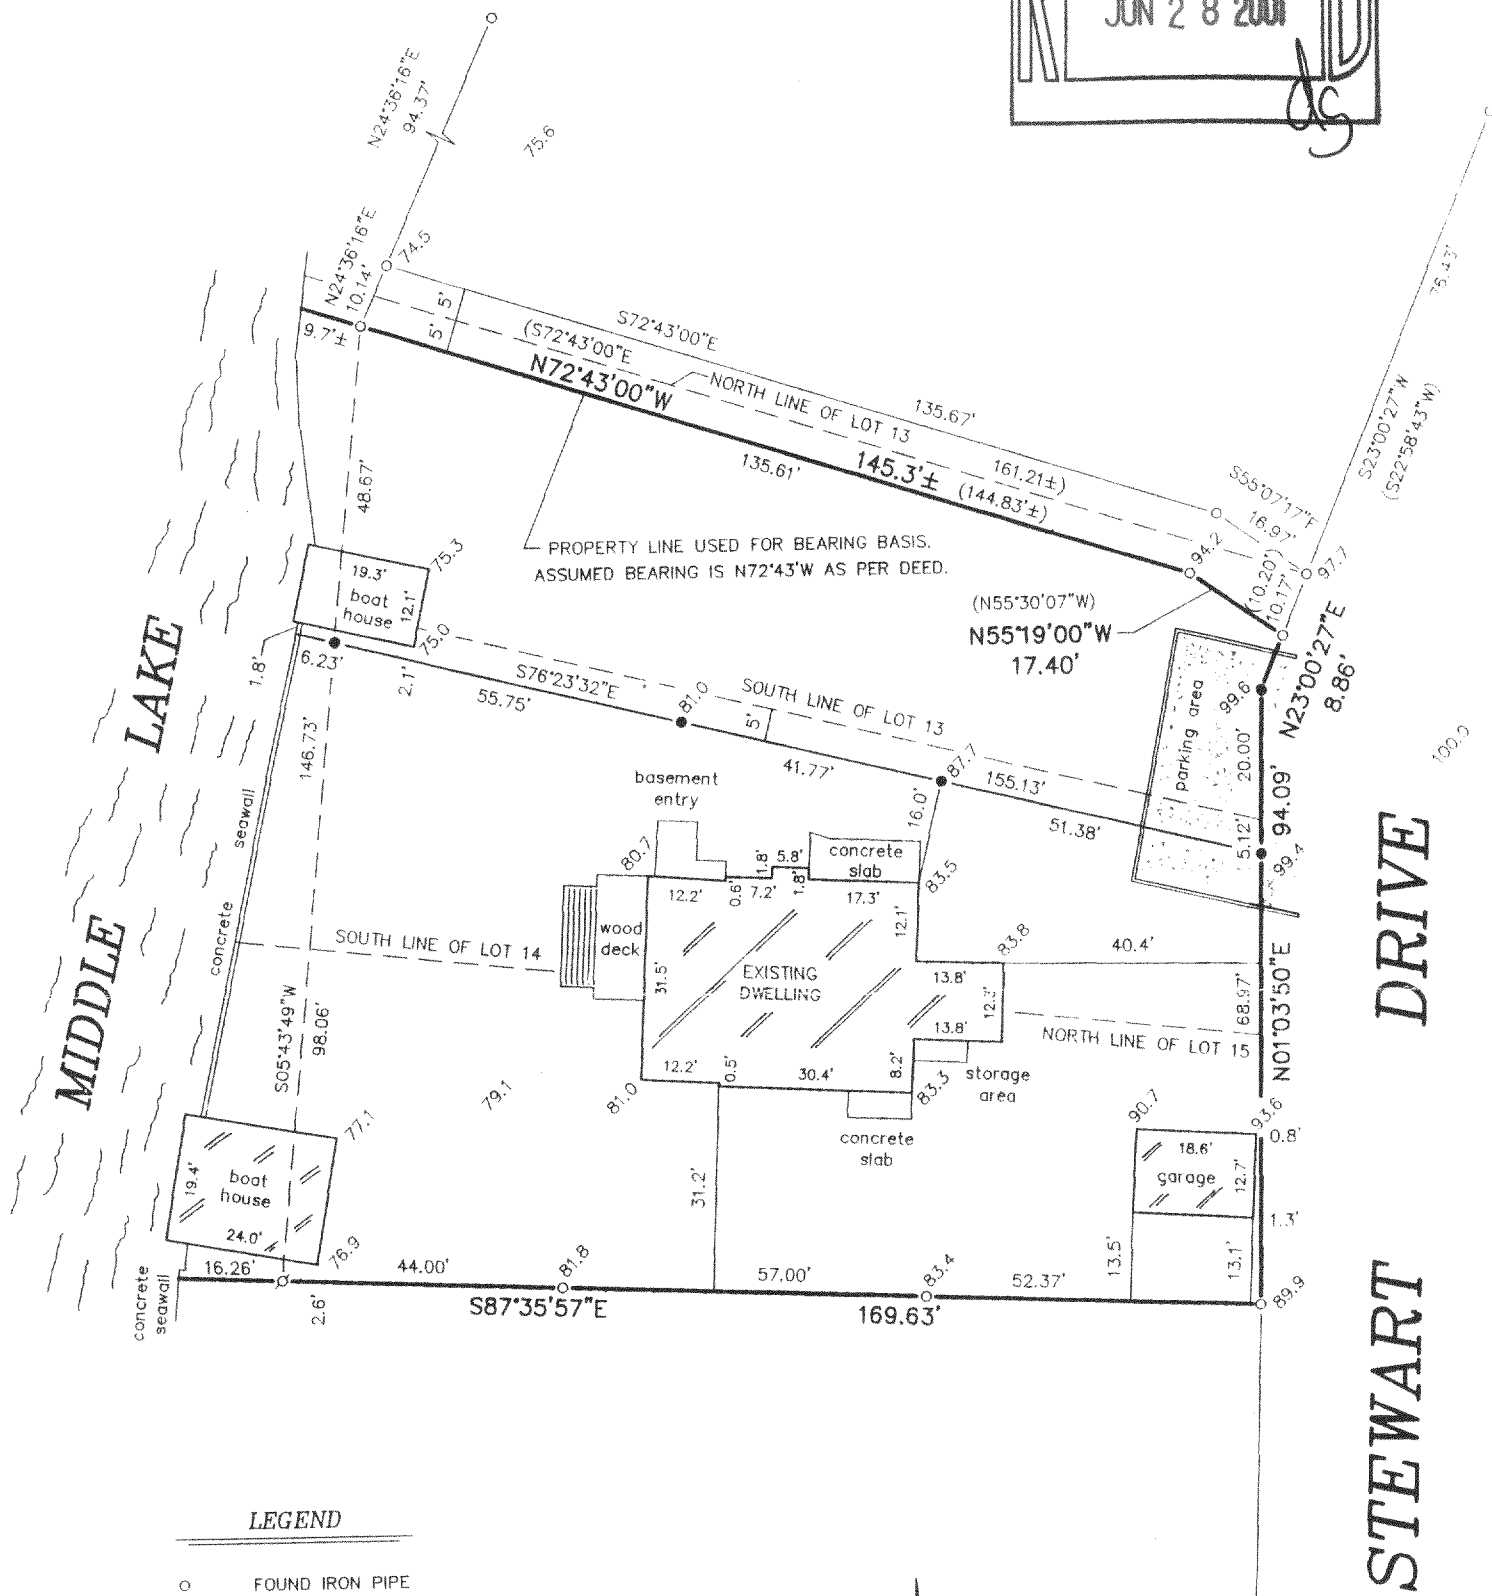 JUN 2 8 2001
ds
N24°36'16"E
94.37'
75.6
N24°36'16"E
10.14'
74.5
76.43'
5'
5'
9.7'±
S72°43'00"E
(S72°43'00"E
N72°43'00"W
NORTH LINE OF LOT 13
135.67'
135.61'
145.3'±
161.21±)
(144.83'±)
S23°00'27"W
(S22°58'43"W)
S55°07'17"E
16.97'
48.67'
94.2
97.7
(10.20')
10.17'
PROPERTY LINE USED FOR BEARING BASIS.
ASSUMED BEARING IS N72°43'W AS PER DEED.
75.3
19.3'
boat
house
12.1'
75.0
(N55°30'07"W)
N55°19'00"W
17.40'
N23°00'27"E
8.86'
1.8'
6.23'
2.1'
S76°23'32"E
55.75'
81.0
SOUTH LINE OF LOT 13
5'
99.6
parking area
20.00'
94.09'
100.0
MIDDLE LAKE
146.73'
41.77'
87.7
155.13'
51.38'
5.12'
99.4
basement
entry
16.0'
concrete seawall
80.7
1.8'
5.8'
concrete
slab
83.5
12.2'
0.6'
7.2'
1.8'
17.3'
12.1'
wood
deck
SOUTH LINE OF LOT 14
83.8
40.4'
31.5'
EXISTING
DWELLING
13.8'
12.3'
13.8'
68.97'
N01°03'50"E
NORTH LINE OF LOT 15
S05°43'49"W
98.06'
12.2'
0.5'
30.4'
8.2'
83.3
storage
area
79.1
81.0
77.1
concrete
slab
90.7
93.6
0.8'
18.6'
garage
12.7'
19.4'
boat
house
24.0'
31.2'
1.3'
76.9
13.5'
13.1'
16.26'
44.00'
81.8
57.00'
83.4
52.37'
89.9
concrete
seawall
2.6'
S87°35'57"E
169.63'
STEWART DRIVE
LEGEND
FOUND IRON PIPE